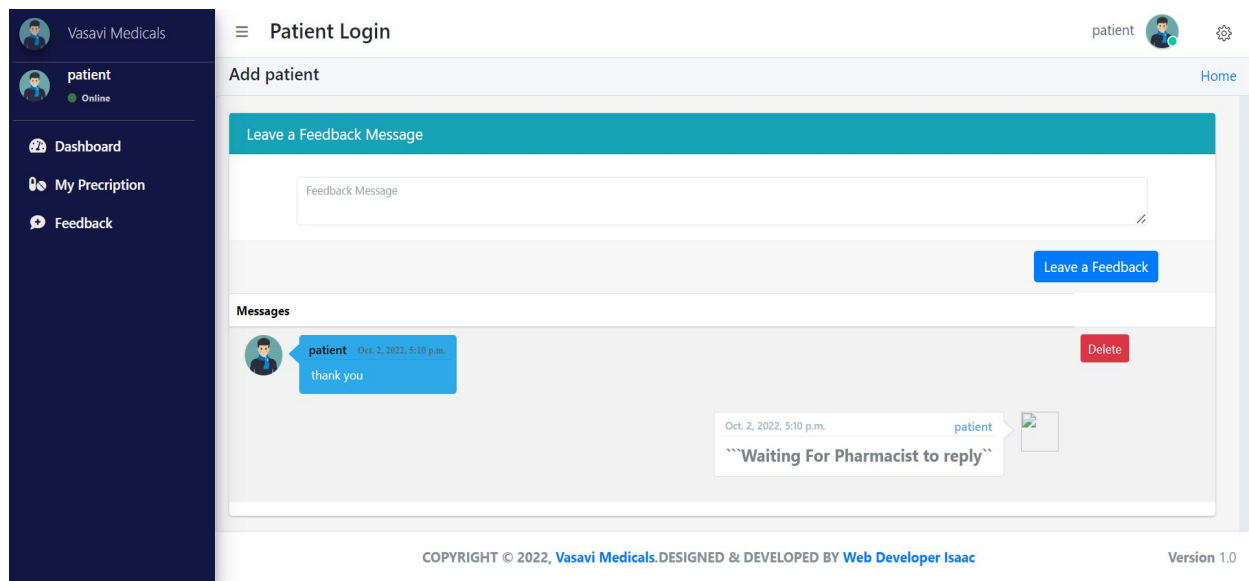 Vasavi Medicals
patient
Online
Dashboard
My Precription
Feedback
Patient Login
patient
Add patient
Home
Leave a Feedback Message
Feedback Message
Leave a Feedback
Messages
patient Oct. 2, 2022, 5:10 p.m.
thank you
Delete
Oct. 2, 2022, 5:10 p.m. patient
```Waiting For Pharmacist to reply``
COPYRIGHT © 2022, Vasavi Medicals.DESIGNED & DEVELOPED BY Web Developer Isaac
Version 1.0